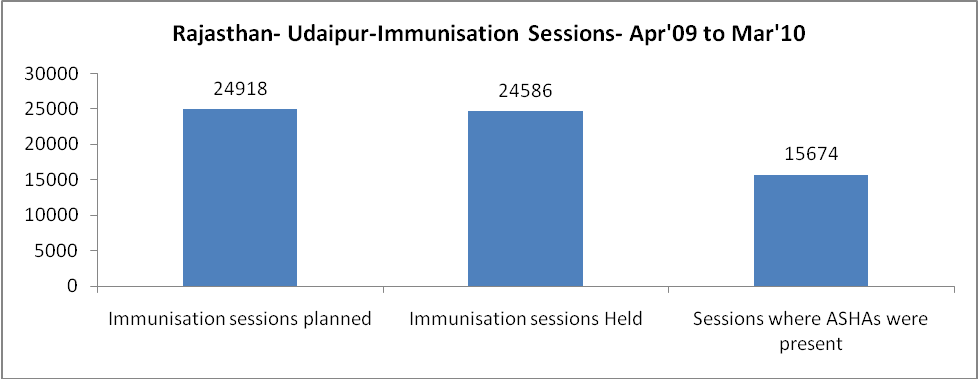 Rajasthan- Udaipur-Immunisation Sessions- Apr'09 to Mar'10
30000
25000
20000
15000
10000
5000
0
24918
24586
15674
Immunisation sessions planned
Immunisation sessions Held
Sessions where ASHAs were
present